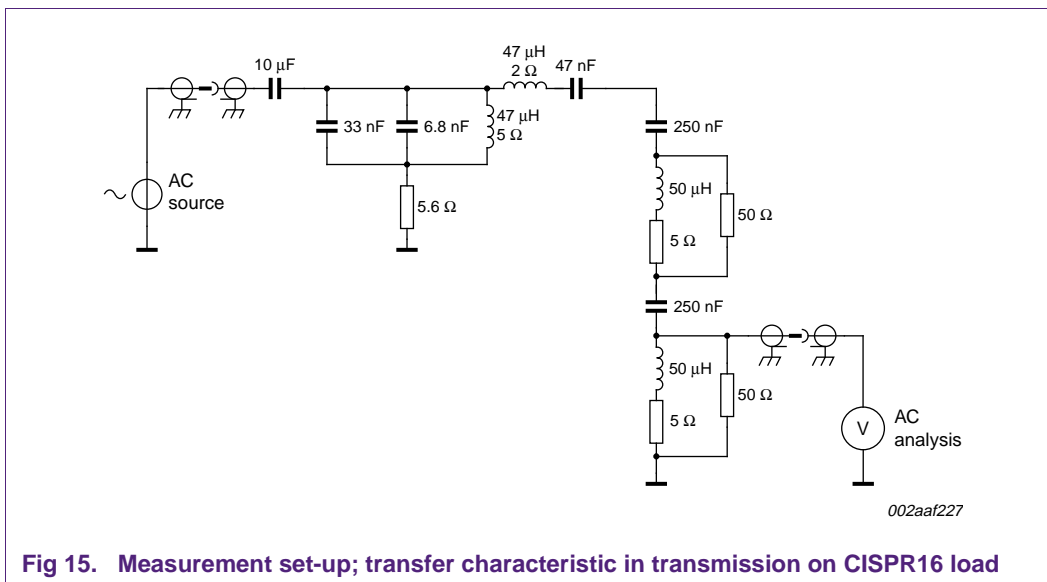 10 μF
47 μH
2 Ω
47 nF
33 nF
6.8 nF
47 μH
5 Ω
250 nF
AC
source
5.6 Ω
50 μH
50 Ω
5 Ω
250 nF
50 μH
50 Ω
5 Ω
V
AC
analysis
002aaf227
Fig 15. Measurement set-up; transfer characteristic in transmission on CISPR16 load